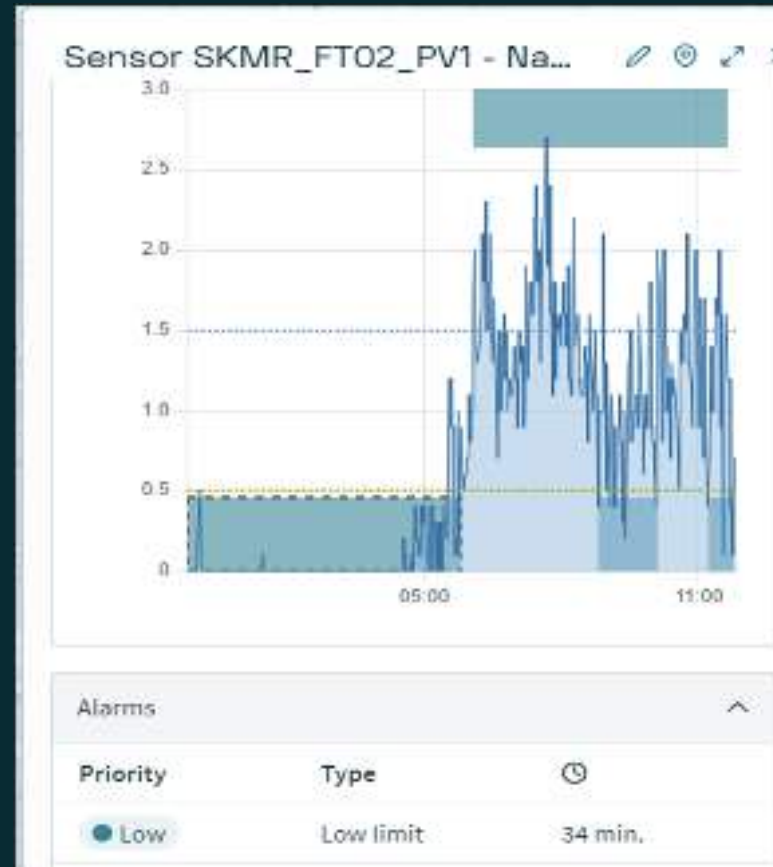 Sensor SKMR_FT02_PV1 - Na...
3.0
2.5
2.0
1.5
1.0
0.5
0
05:00 11:00
Alarms
Priority Type
Low Low limit 34 min.